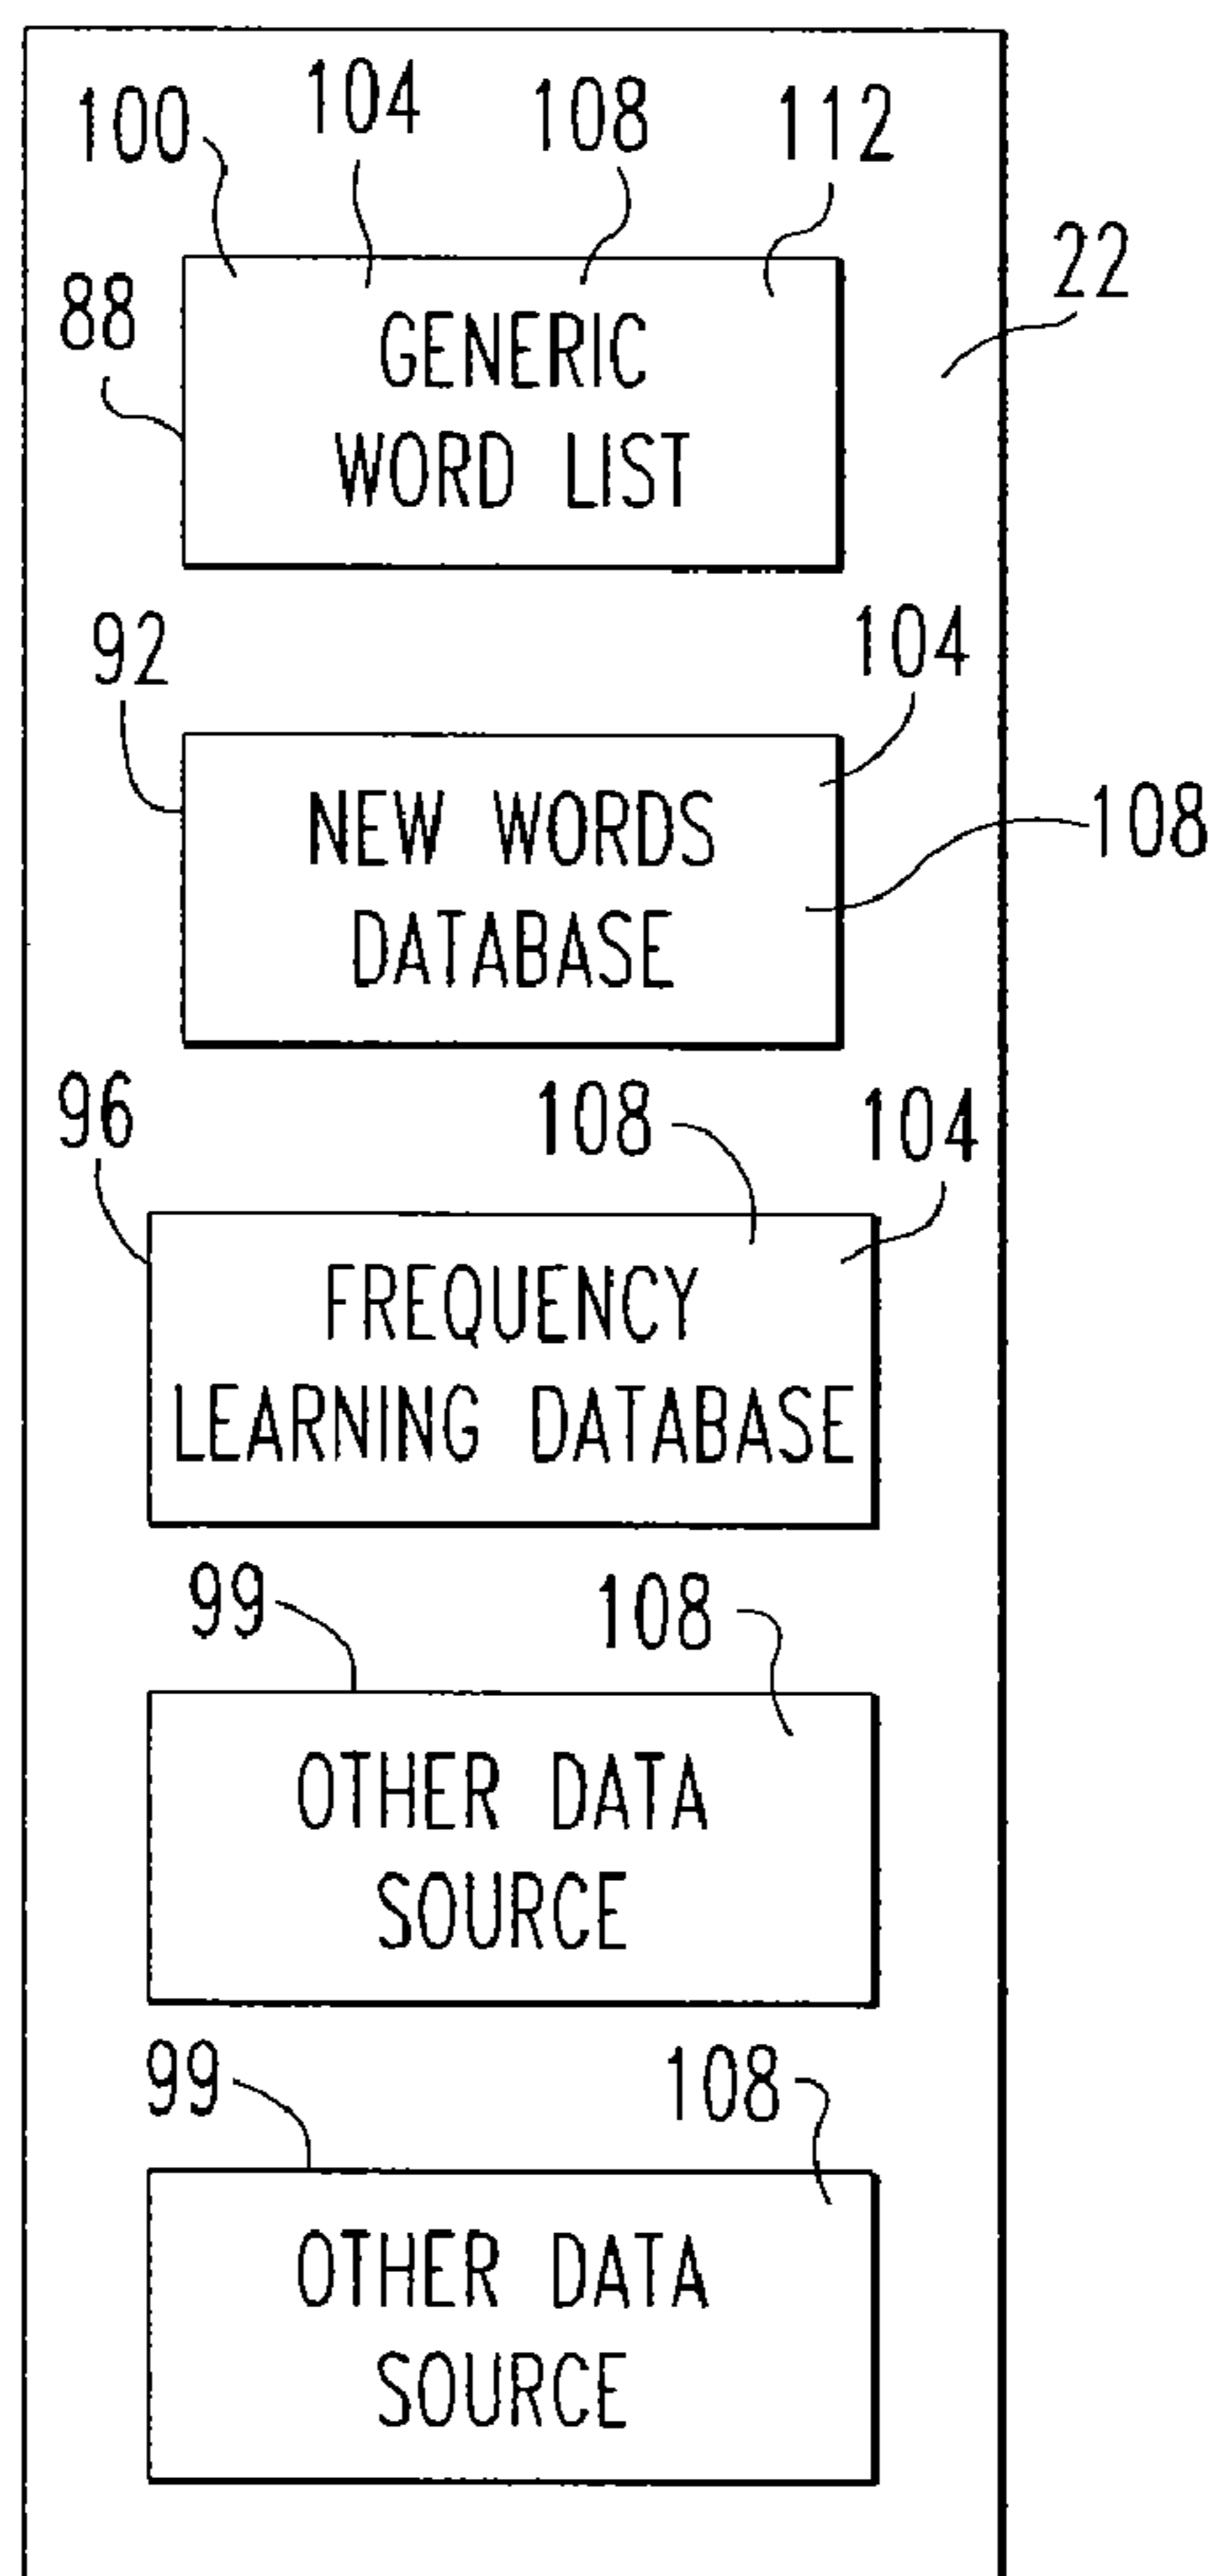 100 104 108 112
22
88
GENERIC
WORD LIST
92 104
NEW WORDS
108
DATABASE
96 108 104
FREQUENCY
LEARNING DATABASE
99 108
OTHER DATA
SOURCE
99 108
OTHER DATA
SOURCE